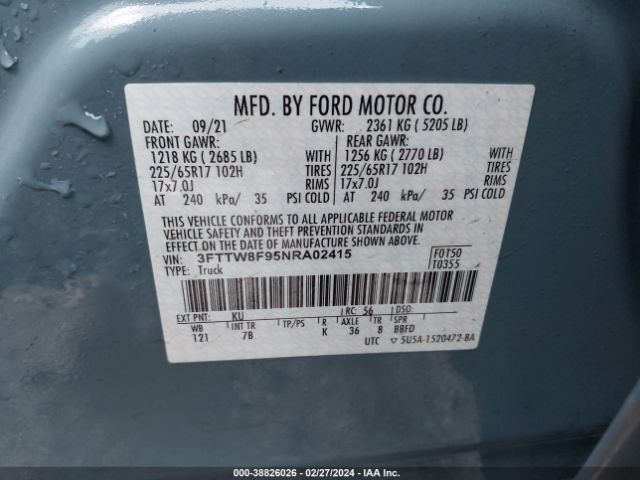 MFD. BY FORD MOTOR CO.
DATE: 09/21 GVWR: 2361 KG ( 5205 LB)
FRONT GAWR: REAR GAWR:
1218 KG ( 2685 LB) WITH 1256 KG ( 2770 LB) WITH
225/65R17 102H TIRES 225/65R17 102H TIRES
17x7.0J RIMS 17x7.0J RIMS
AT 240 kPa/ 35 PSI COLD AT 240 kPa/ 35 PSI COLD
THIS VEHICLE CONFORMS TO ALL APPLICABLE FEDERAL MOTOR
VEHICLE SAFETY AND THEFT PREVENTION STANDARDS IN
EFFECT ON THE DATE OF MANUFACTURE SHOWN ABOVE.
VIN: 3FTTW8F95NRA02415 F0150
TYPE: Truck T0355
EXT PNT: KU RC: 56 DSO:
WB INT TR TP/PS R AXLE TR SPR
121 7B K 36 8 BBFD
UTC ▽ 5U5A-1520472-BA
000-38826026 - 02/27/2024 - IAA Inc.